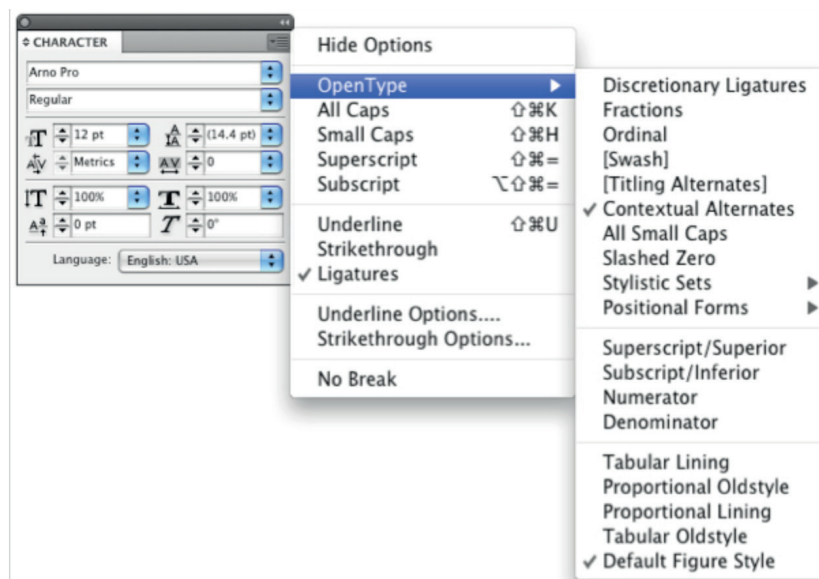 CHARACTER
Arno Pro
Regular
12 pt (14.4 pt)
Metrics 0
100% 100%
0 pt 0°
Language: English: USA
Hide Options
OpenType
All Caps ⇧⌘K
Small Caps ⇧⌘H
Superscript ⇧⌘=
Subscript ⌥⇧⌘=
Underline ⇧⌘U
Strikethrough
✓ Ligatures
Underline Options....
Strikethrough Options...
No Break
Discretionary Ligatures
Fractions
Ordinal
[Swash]
[Titling Alternates]
✓ Contextual Alternates
All Small Caps
Slashed Zero
Stylistic Sets
Positional Forms
Superscript/Superior
Subscript/Inferior
Numerator
Denominator
Tabular Lining
Proportional Oldstyle
Proportional Lining
Tabular Oldstyle
✓ Default Figure Style